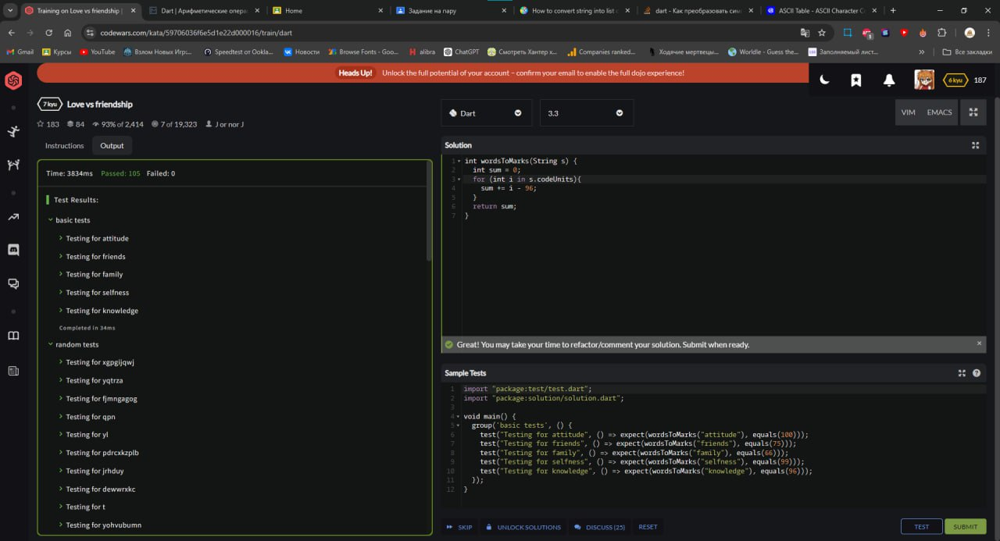 Training on Love vs friendship |
Dart | Арифметические опера
Home
Задание на пару
How to convert string into list c
dart - Как преобразовать сим
ASCII Table - ASCII Character C
codewars.com/kata/59706036f6e5d1e22d000016/train/dart
Gmail
Курсы
YouTube
Взлом Новых Игр:...
Speedtest от Ookla...
Новости
Browse Fonts - Goo...
alibra
ChatGPT
Смотреть Хантер х...
Companies ranked...
Ходячие мертвецы...
Worldle - Guess the...
Заполняемый лист...
»
Все закладки
Heads Up! Unlock the full potential of your account – confirm your email to enable the full dojo experience!
6 kyu 187
7 kyu Love vs friendship
183 84 93% of 2,414 7 of 19,323 J or nor J
Instructions Output
Time: 3834ms Passed: 105 Failed: 0
Test Results:
basic tests
Testing for attitude
Testing for friends
Testing for family
Testing for selfness
Testing for knowledge
Completed in 34ms
random tests
Testing for xgpgijqwj
Testing for yqtrza
Testing for fjmngagog
Testing for qpn
Testing for yl
Testing for pdrcxkzplb
Testing for jrhduy
Testing for dewwrxkc
Testing for t
Testing for yohvubumn
Dart 3.3 VIM EMACS
Solution
1 int wordsToMarks(String s) {
2 int sum = 0;
3 for (int i in s.codeUnits){
4 sum += i - 96;
5 }
6 return sum;
7 }
Great! You may take your time to refactor/comment your solution. Submit when ready.
Sample Tests
1 import "package:test/test.dart";
2 import "package:solution/solution.dart";
3
4 void main() {
5 group('basic tests', () {
6 test("Testing for attitude", () => expect(wordsToMarks("attitude"), equals(100)));
7 test("Testing for friends", () => expect(wordsToMarks("friends"), equals(75)));
8 test("Testing for family", () => expect(wordsToMarks("family"), equals(66)));
9 test("Testing for selfness", () => expect(wordsToMarks("selfness"), equals(99)));
10 test("Testing for knowledge", () => expect(wordsToMarks("knowledge"), equals(96)));
11 });
12 }
SKIP UNLOCK SOLUTIONS DISCUSS (25) RESET TEST SUBMIT